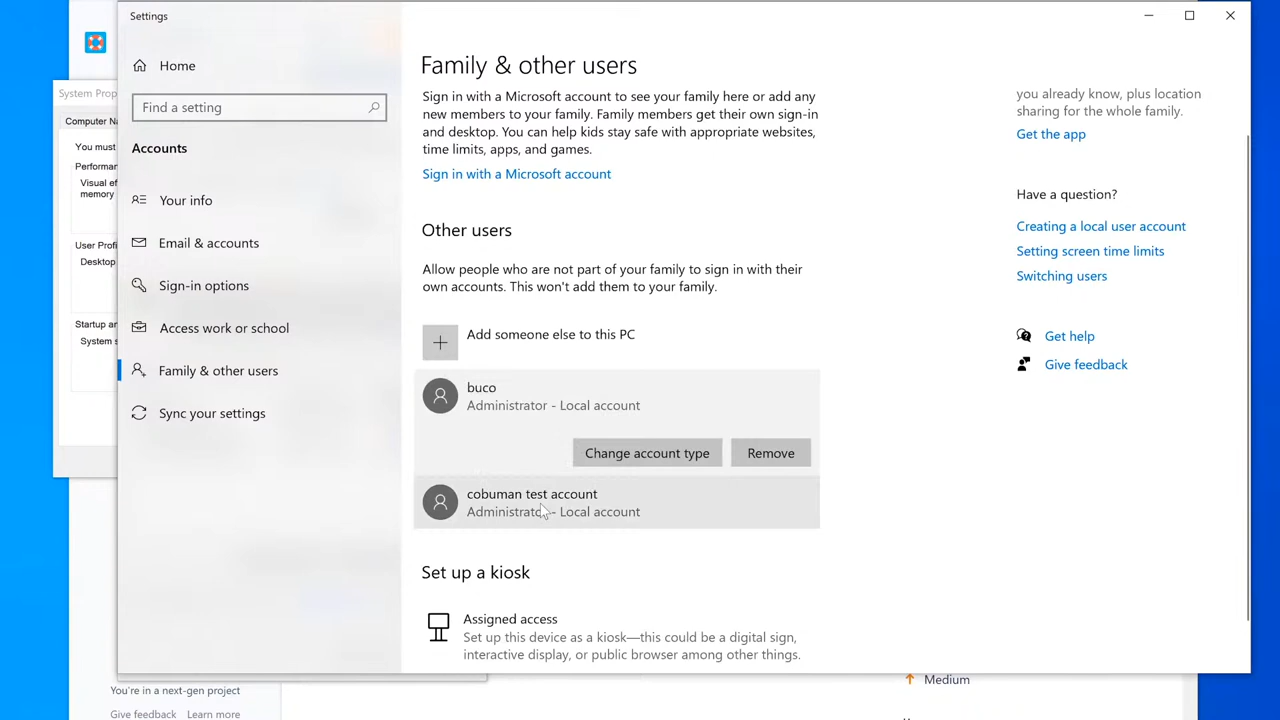 Settings
Home
Find a setting
Accounts
Your info
Email & accounts
Sign-in options
Access work or school
Family & other users
Sync your settings
System Prop
Computer Na
You must
Performan
Visual ef
memory
User Profi
Desktop
Startup an
System s
Family & other users
Sign in with a Microsoft account to see your family here or add any
new members to your family. Family members get their own sign-in
and desktop. You can help kids stay safe with appropriate websites,
time limits, apps, and games.
Sign in with a Microsoft account
Other users
Allow people who are not part of your family to sign in with their
own accounts. This won't add them to your family.
Add someone else to this PC
buco
Administrator - Local account
Change account type
Remove
cobuman test account
Administrator - Local account
Set up a kiosk
Assigned access
Set up this device as a kiosk—this could be a digital sign,
interactive display, or public browser among other things.
you already know, plus location
sharing for the whole family.
Get the app
Have a question?
Creating a local user account
Setting screen time limits
Switching users
Get help
Give feedback
You're in a next-gen project
Give feedback
Learn more
Medium